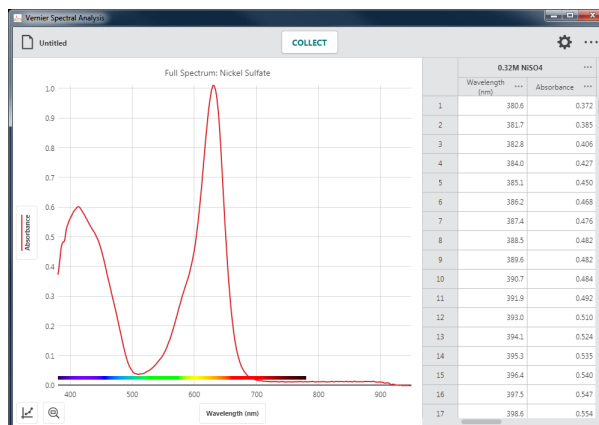 Vernier Spectral Analysis
Untitled
COLLECT
Full Spectrum: Nickel Sulfate
1.0
0.9
0.8
0.7
0.6
0.5
0.4
0.3
0.2
0.1
0.0
Absorbance
400 500 600 700 800 900
Wavelength (nm)
0.32M NiSO4
Wavelength (nm) Absorbance
1 380.6 0.372
2 381.7 0.385
3 382.8 0.406
4 384.0 0.427
5 385.1 0.450
6 386.2 0.468
7 387.4 0.476
8 388.5 0.482
9 389.6 0.482
10 390.7 0.484
11 391.9 0.492
12 393.0 0.510
13 394.1 0.524
14 395.3 0.535
15 396.4 0.540
16 397.5 0.547
17 398.6 0.554